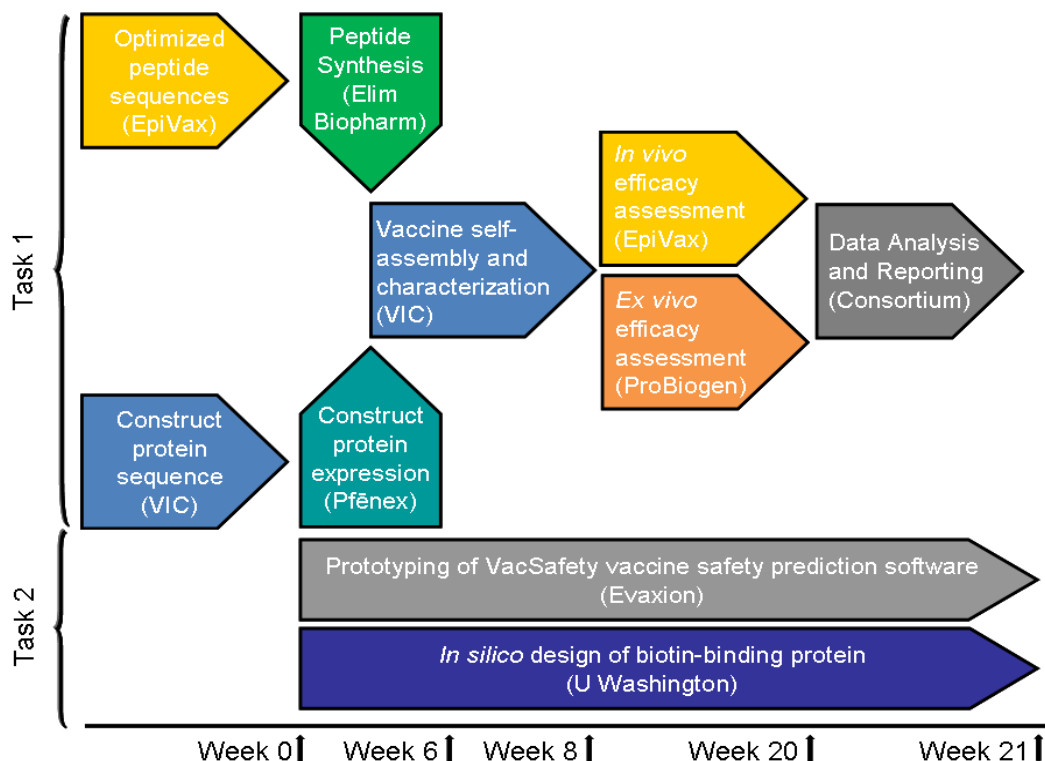 Task 1
Optimized
peptide
sequences
(EpiVax)
Peptide
Synthesis
(Elim
Biopharm)
Vaccine self-
assembly and
characterization
(VIC)
In vivo
efficacy
assessment
(EpiVax)
Ex vivo
efficacy
assessment
(ProBiogen)
Data Analysis
and Reporting
(Consortium)
Construct
protein
sequence
(VIC)
Construct
protein
expression
(Pfēnex)
Task 2
Prototyping of VacSafety vaccine safety prediction software
(Evaxion)
In silico design of biotin-binding protein
(U Washington)
Week 0 Week 6 Week 8 Week 20 Week 21